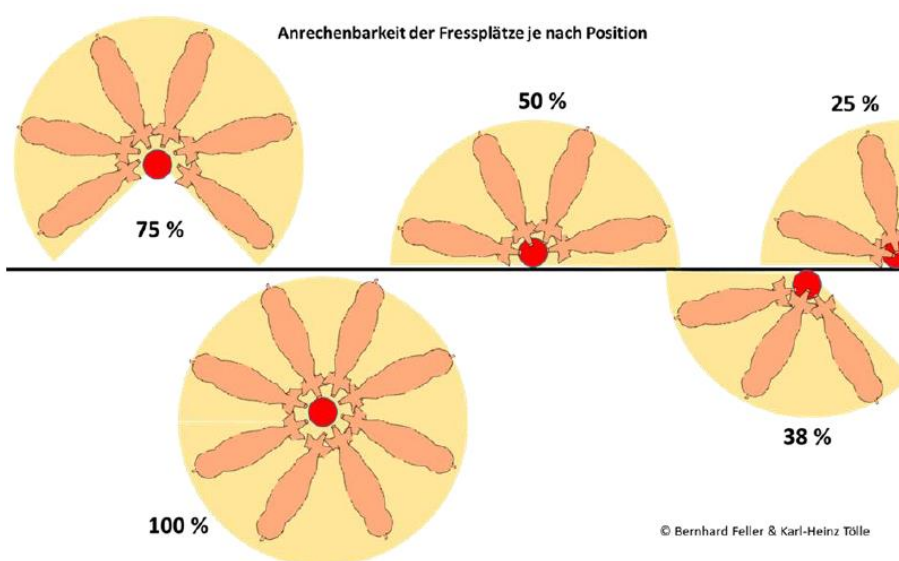 Anrechenbarkeit der Fressplätze je nach Position
50 %
25 %
75 %
38 %
100 %
© Bernhard Feller & Karl-Heinz Tölle